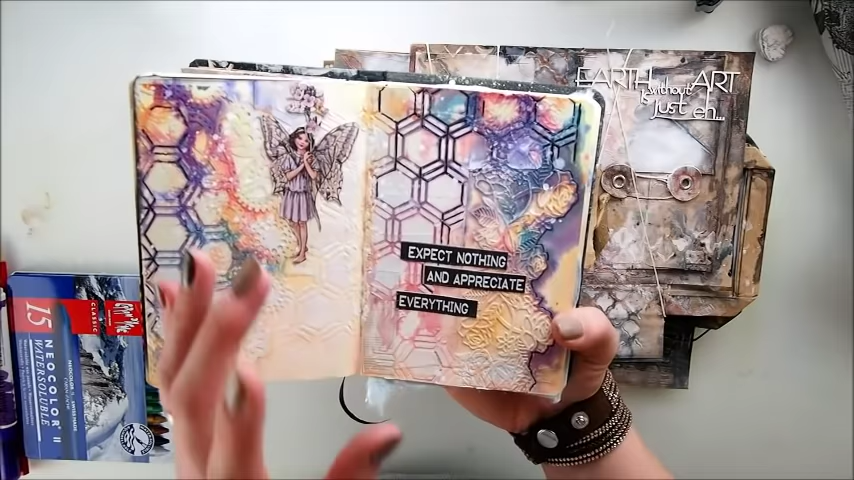 EARTH ART
is without
just eh...
EXPECT NOTHING
AND APPRECIATE
EVERYTHING
15
CLASSIC
NEOCOLOR II
WATERSOLUBLE